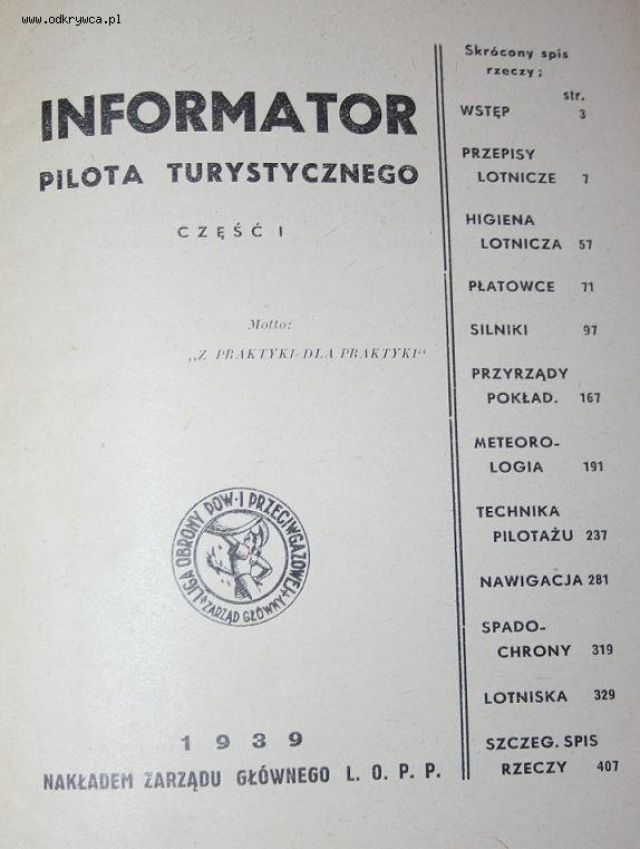 www.odkrywca.pl
INFORMATOR
PILOTA TURYSTYCZNEGO
CZĘŚĆ I
Motto:
„Z PRAKTYKI DLA PRAKTYKI"
LIGA OBRONY POW. I PRZECIWGAZOWEJ
ZARZĄD GŁÓWNY
1939
NAKŁADEM ZARZĄDU GŁÓWNEGO L. O. P. P.
Skrócony spis
rzeczy;
str.
WSTĘP 3
PRZEPISY
LOTNICZE 7
HIGIENA
LOTNICZA 57
PŁATOWCE 71
SILNIKI 97
PRZYRZĄDY
POKŁAD. 167
METEORO-
LOGIA 191
TECHNIKA
PILOTAŻU 237
NAWIGACJA 281
SPADO-
CHRONY 319
LOTNISKA 329
SZCZEG. SPIS
RZECZY 407